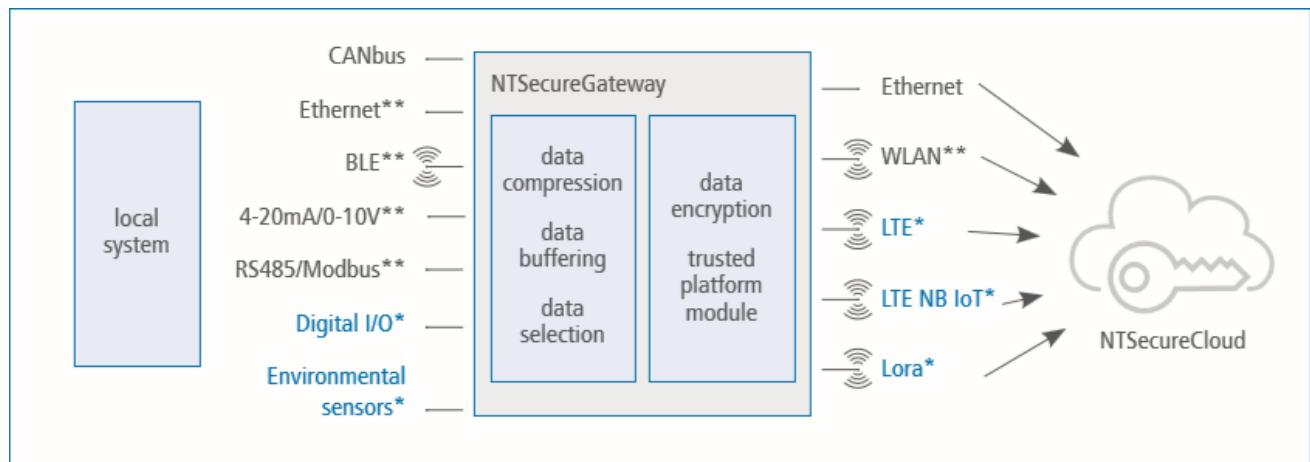 local
system
CANbus
Ethernet**
BLE**
4-20mA/0-10V**
RS485/Modbus**
Digital I/O*
Environmental
sensors*
NTSecureGateway
data
compression
data
buffering
data
selection
data
encryption
trusted
platform
module
Ethernet
WLAN**
LTE*
LTE NB IoT*
Lora*
NTSecureCloud